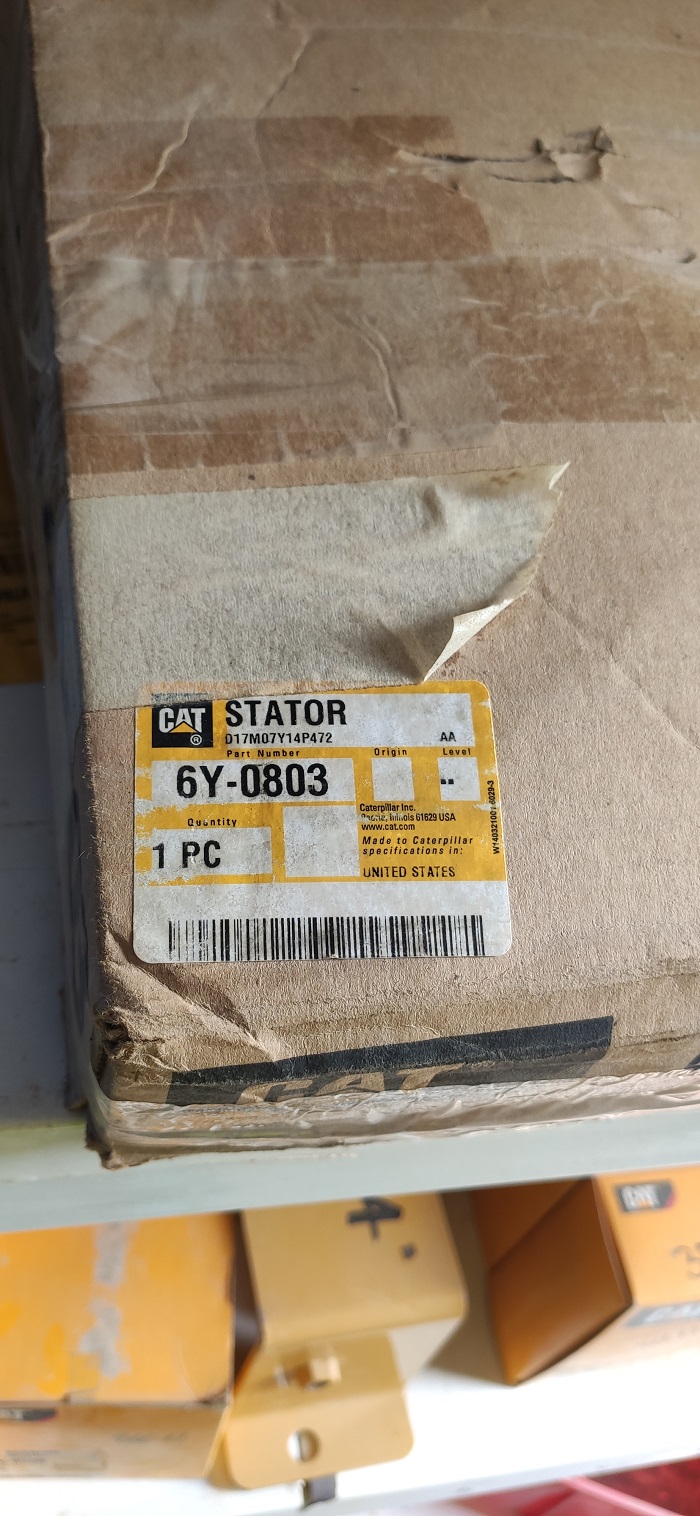 CAT ®
STATOR
D17M07Y14P472
AA
Part Number
Origin
Level
6Y-0803
--
Quantity
1 PC
Caterpillar Inc.
Peoria, Illinois 61629 USA
www.cat.com
Made to Caterpillar
specifications in:
UNITED STATES
CAT
4.
CAT